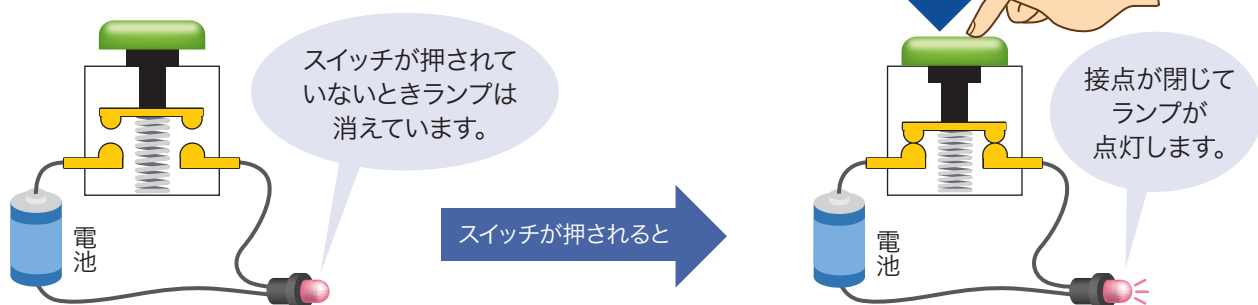 スイッチが押されて
いないときランプは
消えています。
電池
スイッチが押されると
接点が閉じて
ランプが
点灯します。
電池